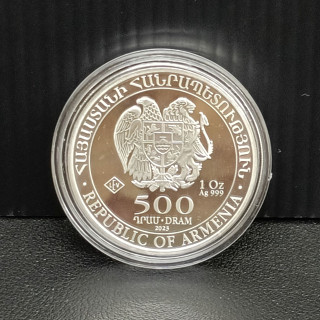 ՀԱՅԱՍՏԱՆԻ ՀԱՆՐԱՊԵՏՈՒԹՅՈՒՆ
1 Oz
Ag 999
500
ԴՐԱՄ • DRAM
2023
• REPUBLIC OF ARMENIA •